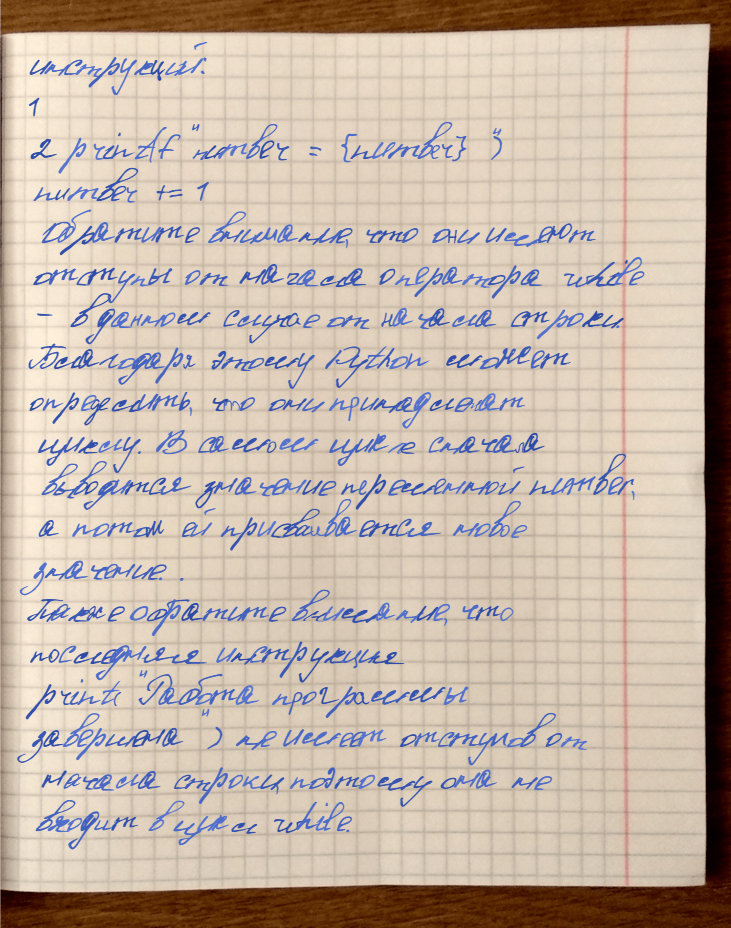 инструкций.
1
2 print(f "number = {number} ")
number += 1
Обратите внимание, что они имеют
отступы от начала оператора while
- в данном случае от начала строки.
Благодаря этому Python может
определить, что они принадлежат
циклу. В самом цикле сначала
выводится значение переменной number,
а потом ей присваивается новое
значение. .
Также обратите внимание, что
последняя инструкция
print( "Работа программы
завершена ") не имеет отступов от
начала строки, поэтому она не
входит в цикл while.